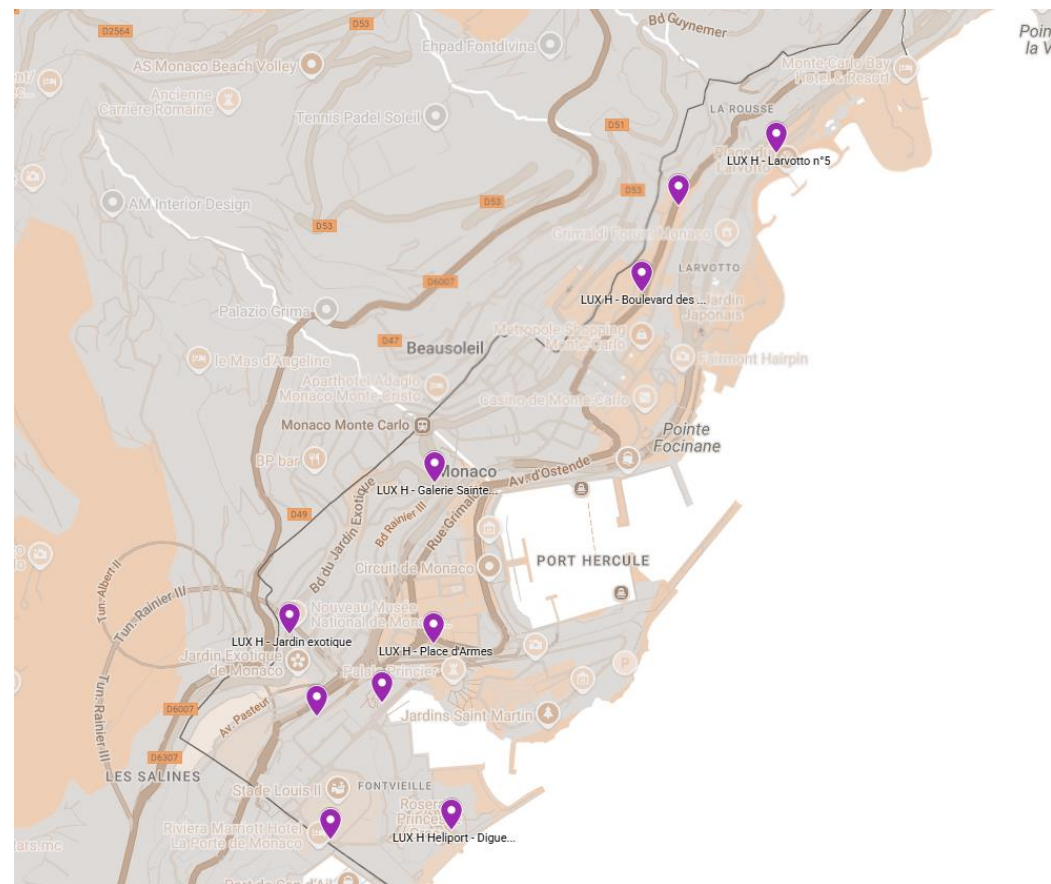 D2564
D53
Bd Guynemer
Ehpad Fontdivina
AS Monaco Beach Volley
Monte-Carlo Bay
Hotel & Resort
Ancienne
Carrière Romaine
LA ROUSSE
Tennis Padel Soleil
D51
Plage du
Larvotto
LUX H - Larvotto n°5
D53
AM Interior Design
D53
D53
Grimaldi Forum Monaco
LARVOTTO
D6007
LUX H - Boulevard des ...
Jardin
Japonais
Palazio Grima
Metropole Shopping
Monte-Carlo
D47
Beausoleil
le Mas d'Angeline
Fairmont Hairpin
Aparthotel Adagio
Monaco Monte-Cristo
Casino de Monte-Carlo
Monaco Monte Carlo
Pointe
Focinane
BP bar
Monaco
Av. d'Ostende
LUX H - Galerie Sainte...
D49
Bd du Jardin Exotique
Bd Rainier III
Rue Grimaldi
Tun. Albert II
Circuit de Monaco
PORT HERCULE
Tun. Rainier III
Nouveau Musée
National de Monaco...
LUX H - Jardin exotique
LUX H - Place d'Armes
Jardin Exotique
de Monaco
Palais Princier
Tun. Rainier III
D6007
Av. Pasteur
Jardins Saint Martin
D6307
LES SALINES
Stade Louis II
FONTVIEILLE
Riviera Marriott Hotel
La Porte de Monaco
LUX H Heliport - Digue...